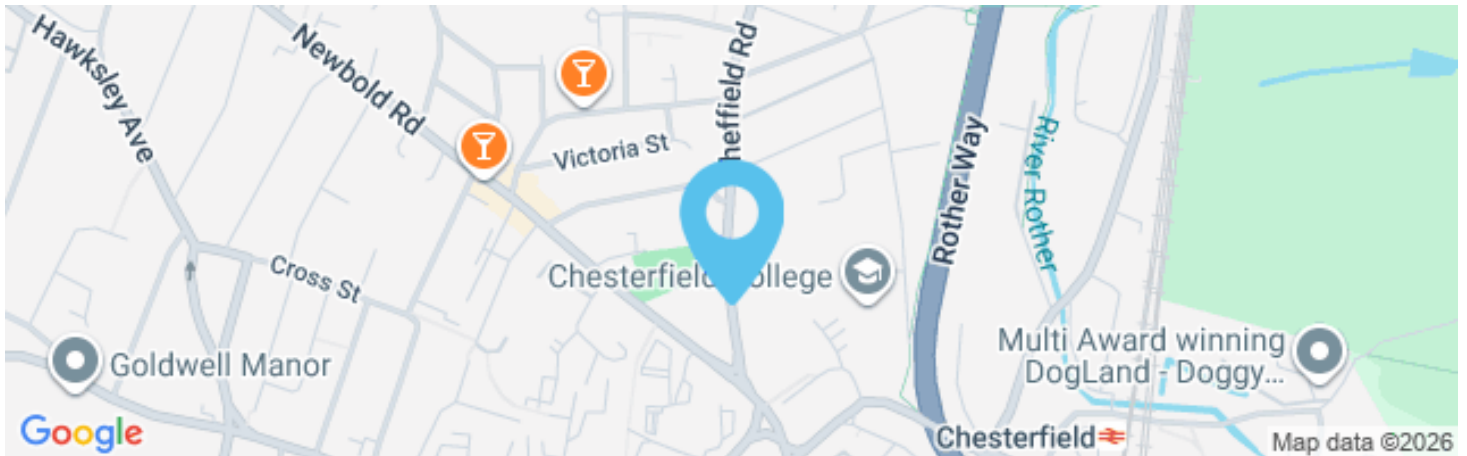 Hawksley Ave
Newbold Rd
heffield Rd
Victoria St
Rother Way
River Rother
Cross St
Chesterfield College
Goldwell Manor
Multi Award winning
DogLand - Doggy...
Google
Chesterfield
Map data ©2026